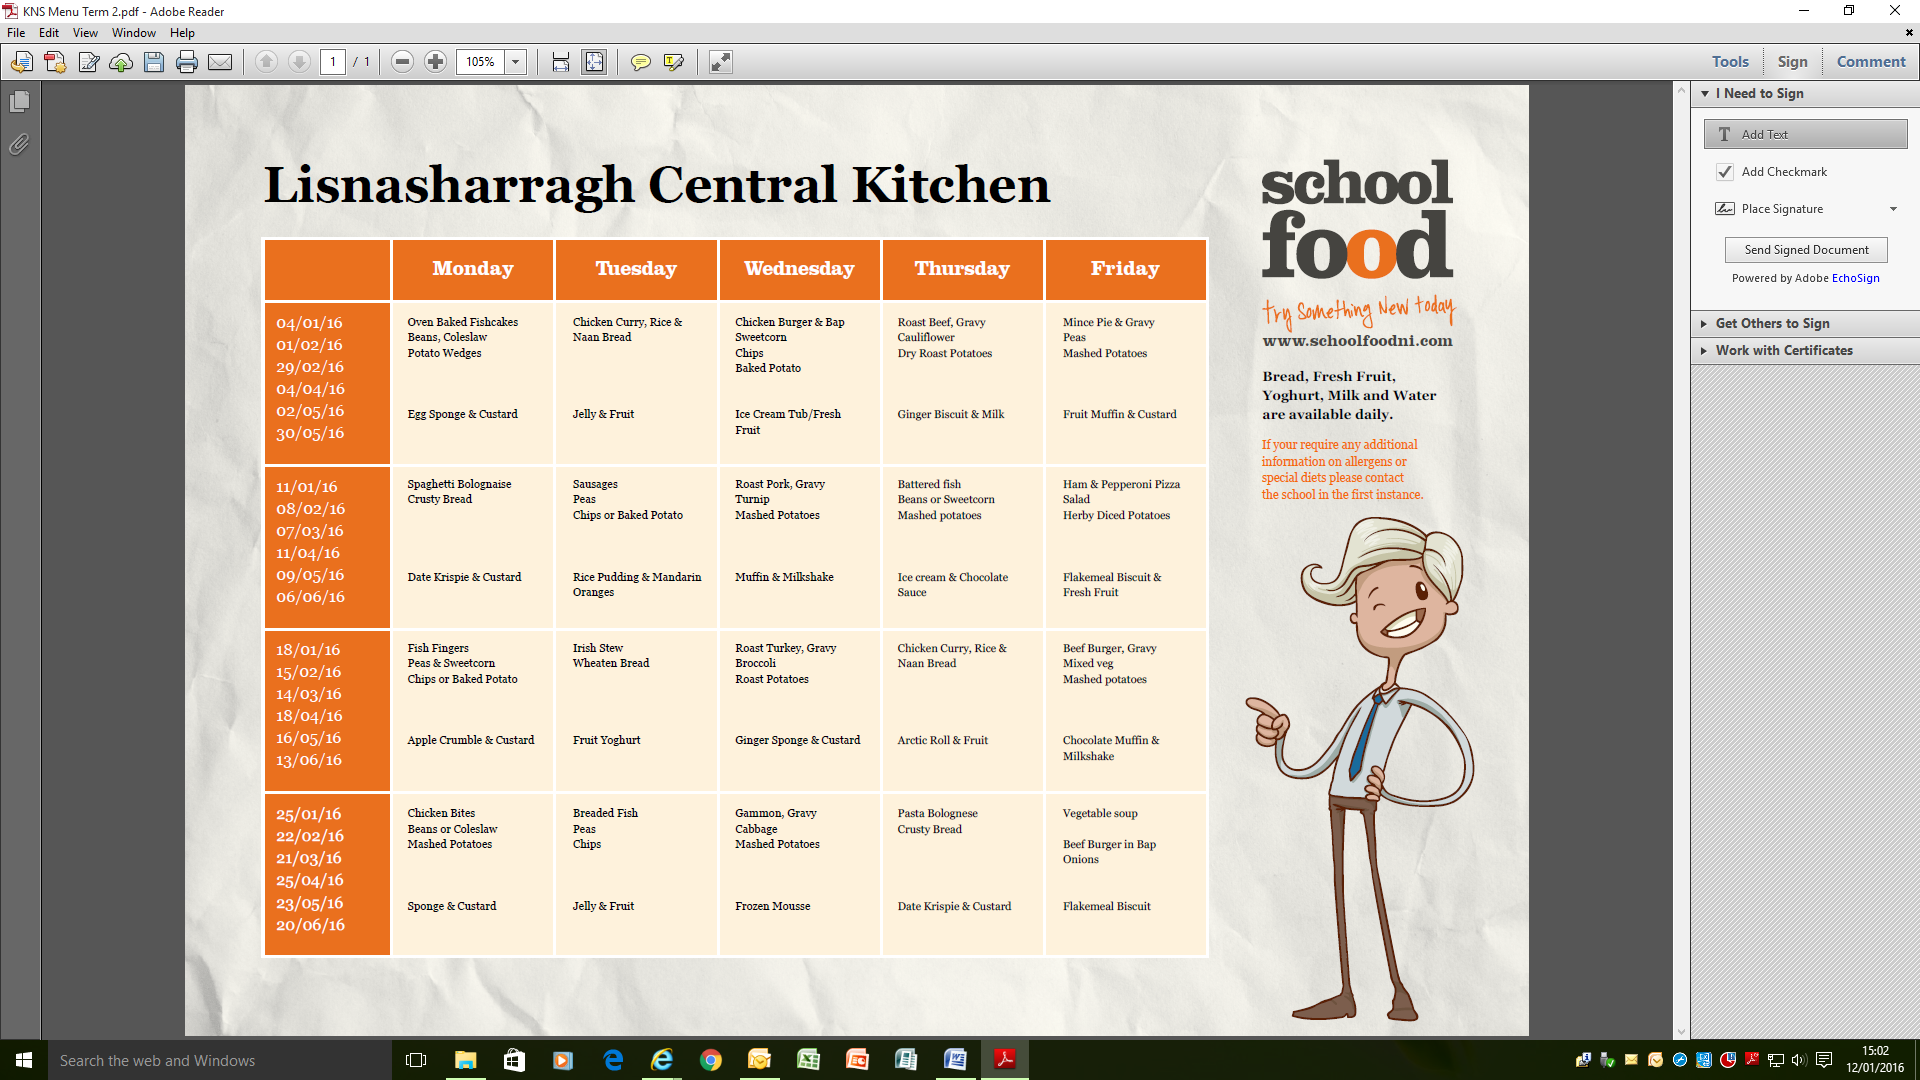 KNS Menu Term 2.pdf - Adobe Reader
File Edit View Window Help
1 / 1 105%
Tools Sign Comment
I Need to Sign
T Add Text
Add Checkmark
Place Signature
Send Signed Document
Powered by Adobe EchoSign
Get Others to Sign
Work with Certificates
Lisnasharragh Central Kitchen
school
food
try Something New today
www.schoolfoodni.com
Bread, Fresh Fruit,
Yoghurt, Milk and Water
are available daily.
If your require any additional
information on allergens or
special diets please contact
the school in the first instance.
Monday Tuesday Wednesday Thursday Friday
04/01/16
01/02/16
29/02/16
04/04/16
02/05/16
30/05/16
Oven Baked Fishcakes
Beans, Coleslaw
Potato Wedges
Egg Sponge & Custard
Chicken Curry, Rice &
Naan Bread
Jelly & Fruit
Chicken Burger & Bap
Sweetcorn
Chips
Baked Potato
Ice Cream Tub/Fresh
Fruit
Roast Beef, Gravy
Cauliflower
Dry Roast Potatoes
Ginger Biscuit & Milk
Mince Pie & Gravy
Peas
Mashed Potatoes
Fruit Muffin & Custard
11/01/16
08/02/16
07/03/16
11/04/16
09/05/16
06/06/16
Spaghetti Bolognaise
Crusty Bread
Date Krispie & Custard
Sausages
Peas
Chips or Baked Potato
Rice Pudding & Mandarin
Oranges
Roast Pork, Gravy
Turnip
Mashed Potatoes
Muffin & Milkshake
Battered fish
Beans or Sweetcorn
Mashed potatoes
Ice cream & Chocolate
Sauce
Ham & Pepperoni Pizza
Salad
Herby Diced Potatoes
Flakemeal Biscuit &
Fresh Fruit
18/01/16
15/02/16
14/03/16
18/04/16
16/05/16
13/06/16
Fish Fingers
Peas & Sweetcorn
Chips or Baked Potato
Apple Crumble & Custard
Irish Stew
Wheaten Bread
Fruit Yoghurt
Roast Turkey, Gravy
Broccoli
Roast Potatoes
Ginger Sponge & Custard
Chicken Curry, Rice &
Naan Bread
Arctic Roll & Fruit
Beef Burger, Gravy
Mixed veg
Mashed potatoes
Chocolate Muffin &
Milkshake
25/01/16
22/02/16
21/03/16
25/04/16
23/05/16
20/06/16
Chicken Bites
Beans or Coleslaw
Mashed Potatoes
Sponge & Custard
Breaded Fish
Peas
Chips
Jelly & Fruit
Gammon, Gravy
Cabbage
Mashed Potatoes
Frozen Mousse
Pasta Bolognese
Crusty Bread
Date Krispie & Custard
Vegetable soup
Beef Burger in Bap
Onions
Flakemeal Biscuit
Search the web and Windows
15:02
12/01/2016